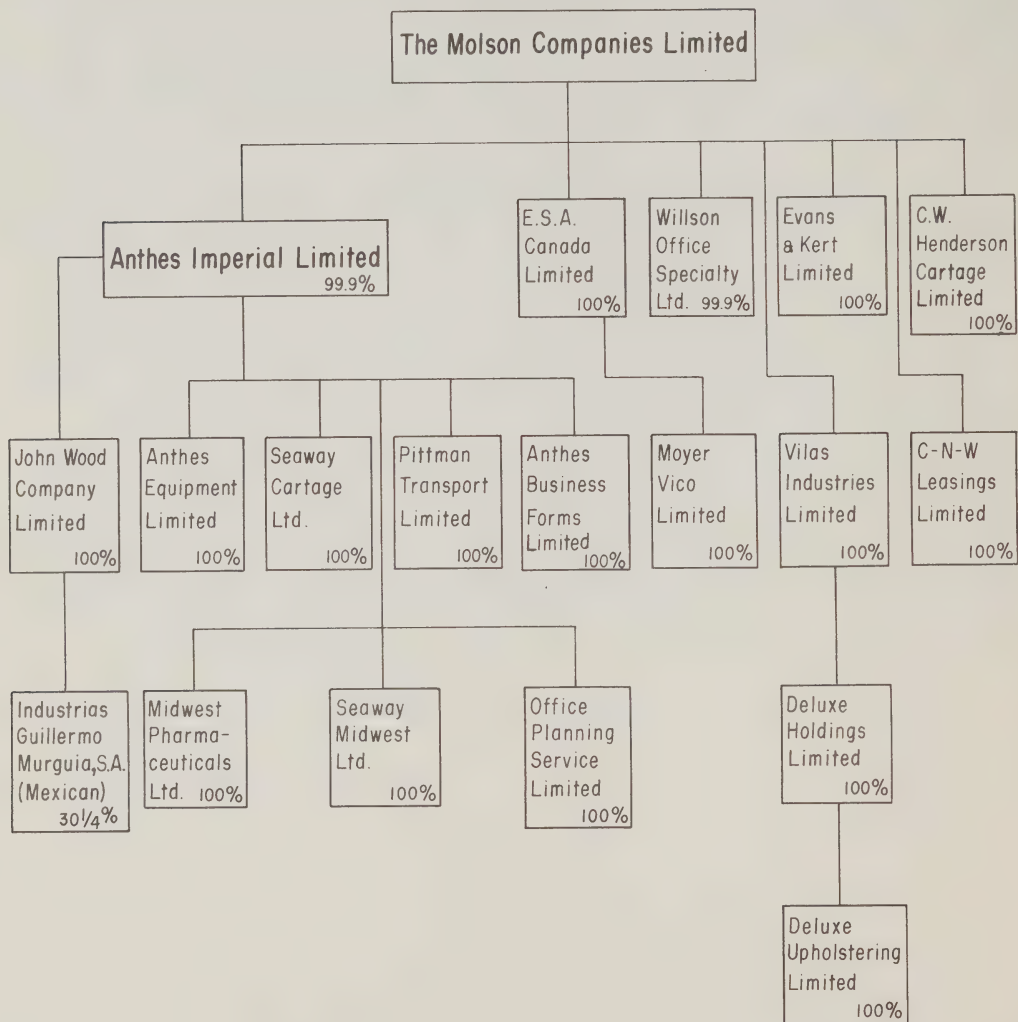 The Molson Companies Limited
Anthes Imperial Limited
99.9%
E.S.A.
Canada
Limited
100%
Willson
Office
Specialty
Ltd. 99.9%
Evans
& Kert
Limited
100%
C.W.
Henderson
Cartage
Limited
100%
John Wood
Company
Limited
100%
Anthes
Equipment
Limited
100%
Seaway
Cartage
Ltd.
100%
Pittman
Transport
Limited
100%
Anthes
Business
Forms
Limited
100%
Moyer
Vico
Limited
100%
Vilas
Industries
Limited
100%
C-N-W
Leasings
Limited
100%
Industrias
Guillermo
Murguia, S.A.
(Mexican)
30 1/4%
Midwest
Pharma-
ceuticals
Ltd. 100%
Seaway
Midwest
Ltd.
100%
Office
Planning
Service
Limited
100%
Deluxe
Holdings
Limited
100%
Deluxe
Upholstering
Limited
100%